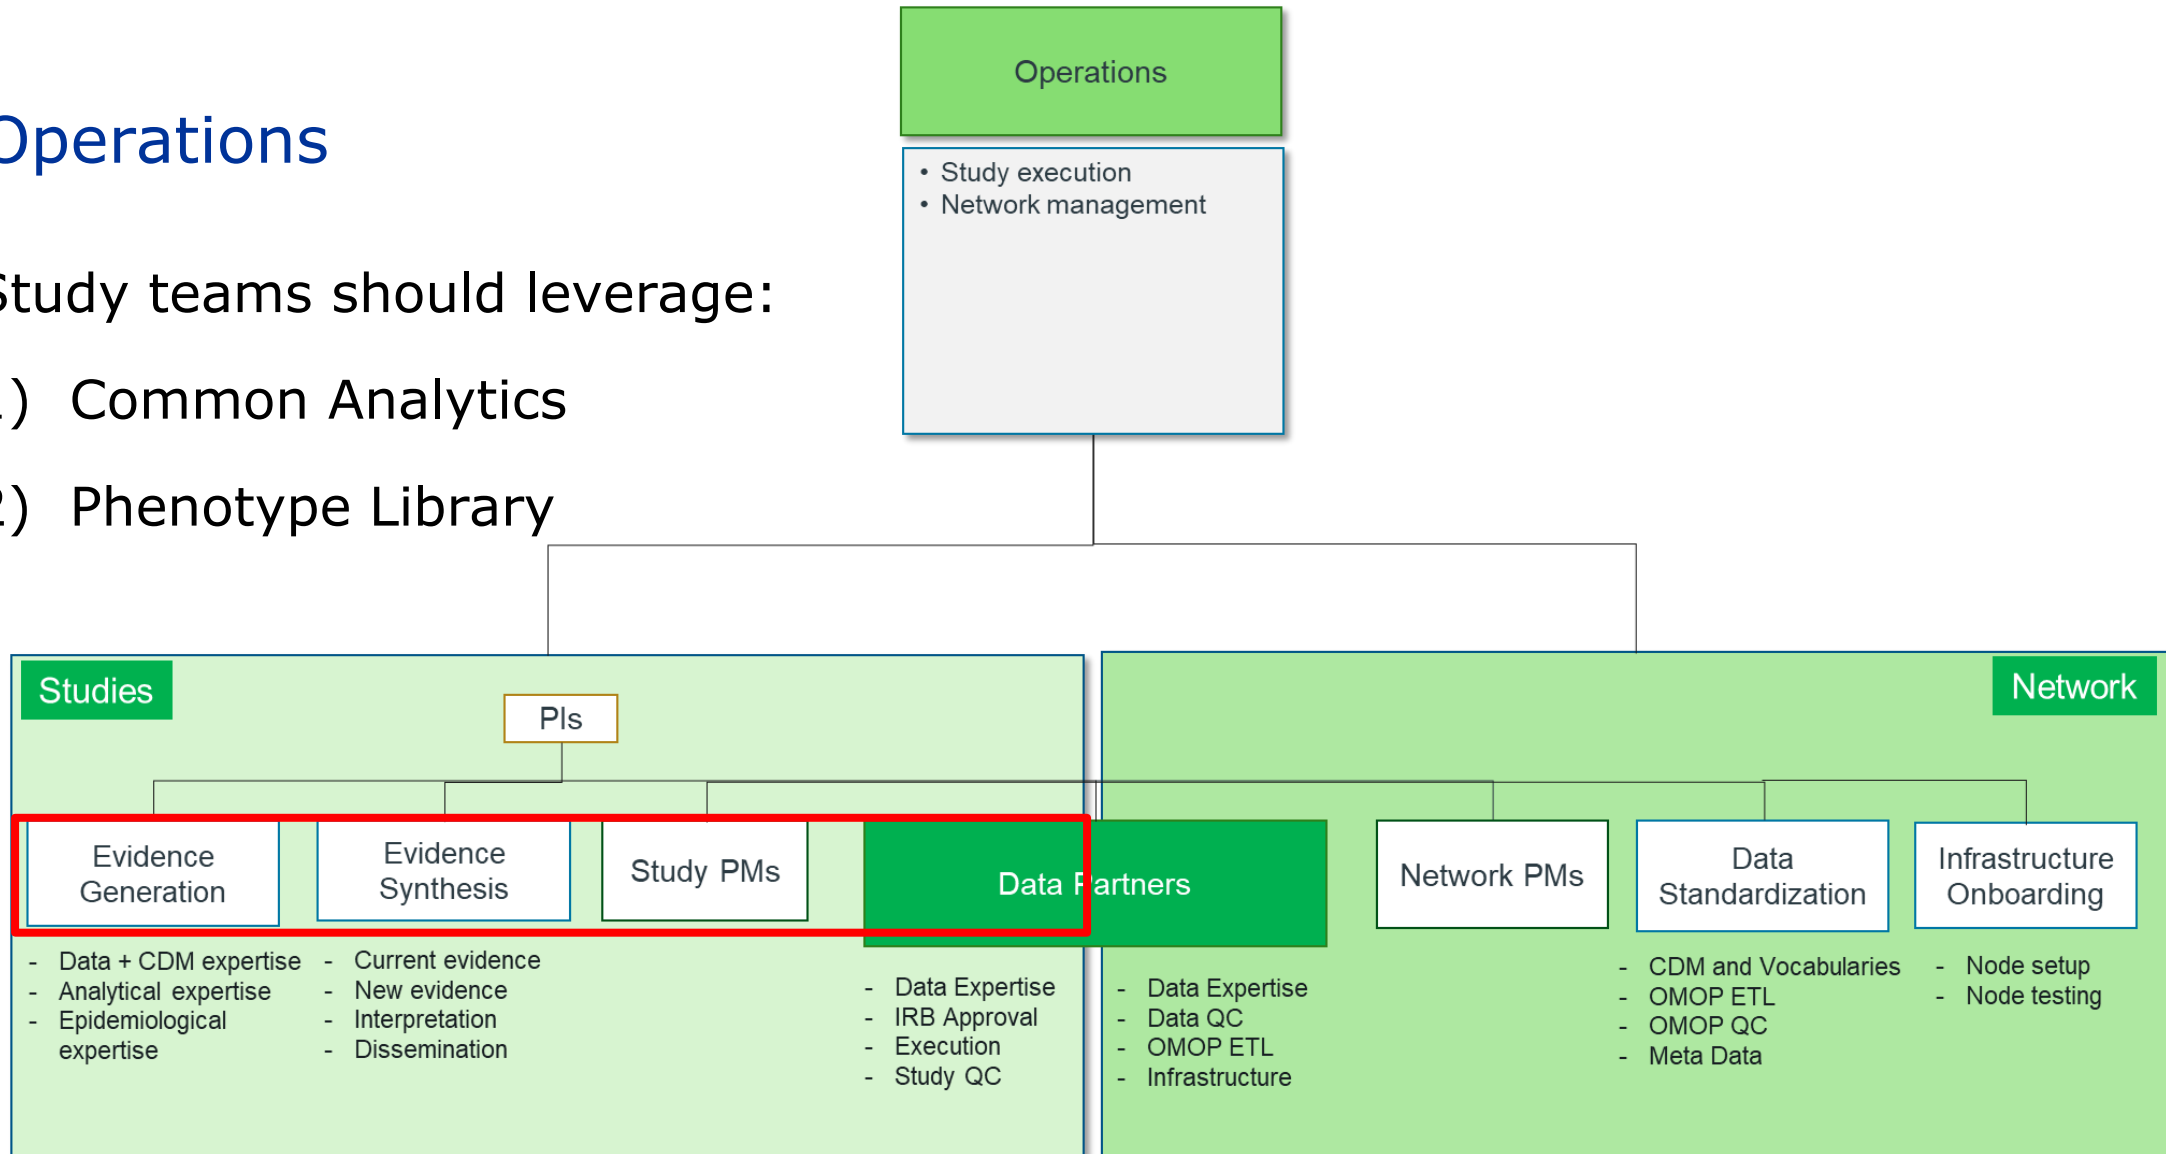 Operations
Study teams should leverage:
1) Common Analytics
2) Phenotype Library
Operations
• Study execution
• Network management
Studies
PIs
Network
Evidence
Generation
Evidence
Synthesis
Study PMs
Data Partners
Network PMs
Data
Standardization
Infrastructure
Onboarding
- Data + CDM expertise
- Analytical expertise
- Epidemiological
expertise
- Current evidence
- New evidence
- Interpretation
- Dissemination
- Data Expertise
- IRB Approval
- Execution
- Study QC
- Data Expertise
- Data QC
- OMOP ETL
- Infrastructure
- CDM and Vocabularies
- OMOP ETL
- OMOP QC
- Meta Data
- Node setup
- Node testing